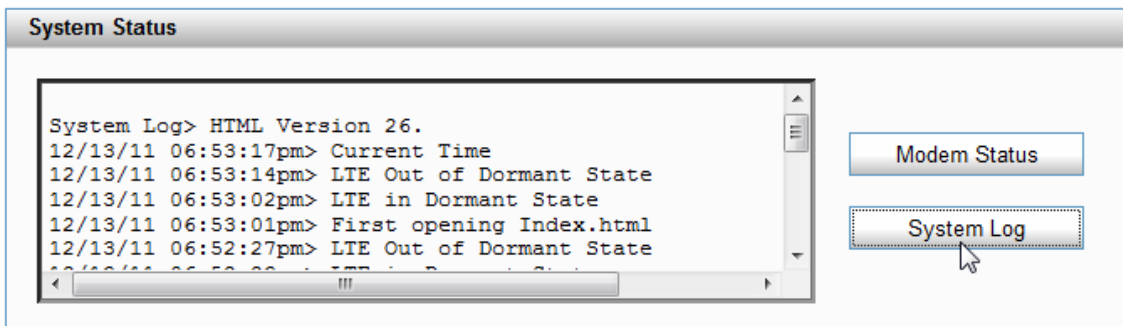 System Status
System Log> HTML Version 26.
12/13/11 06:53:17pm> Current Time
12/13/11 06:53:14pm> LTE Out of Dormant State
12/13/11 06:53:02pm> LTE in Dormant State
12/13/11 06:53:01pm> First opening Index.html
12/13/11 06:52:27pm> LTE Out of Dormant State
Modem Status
System Log